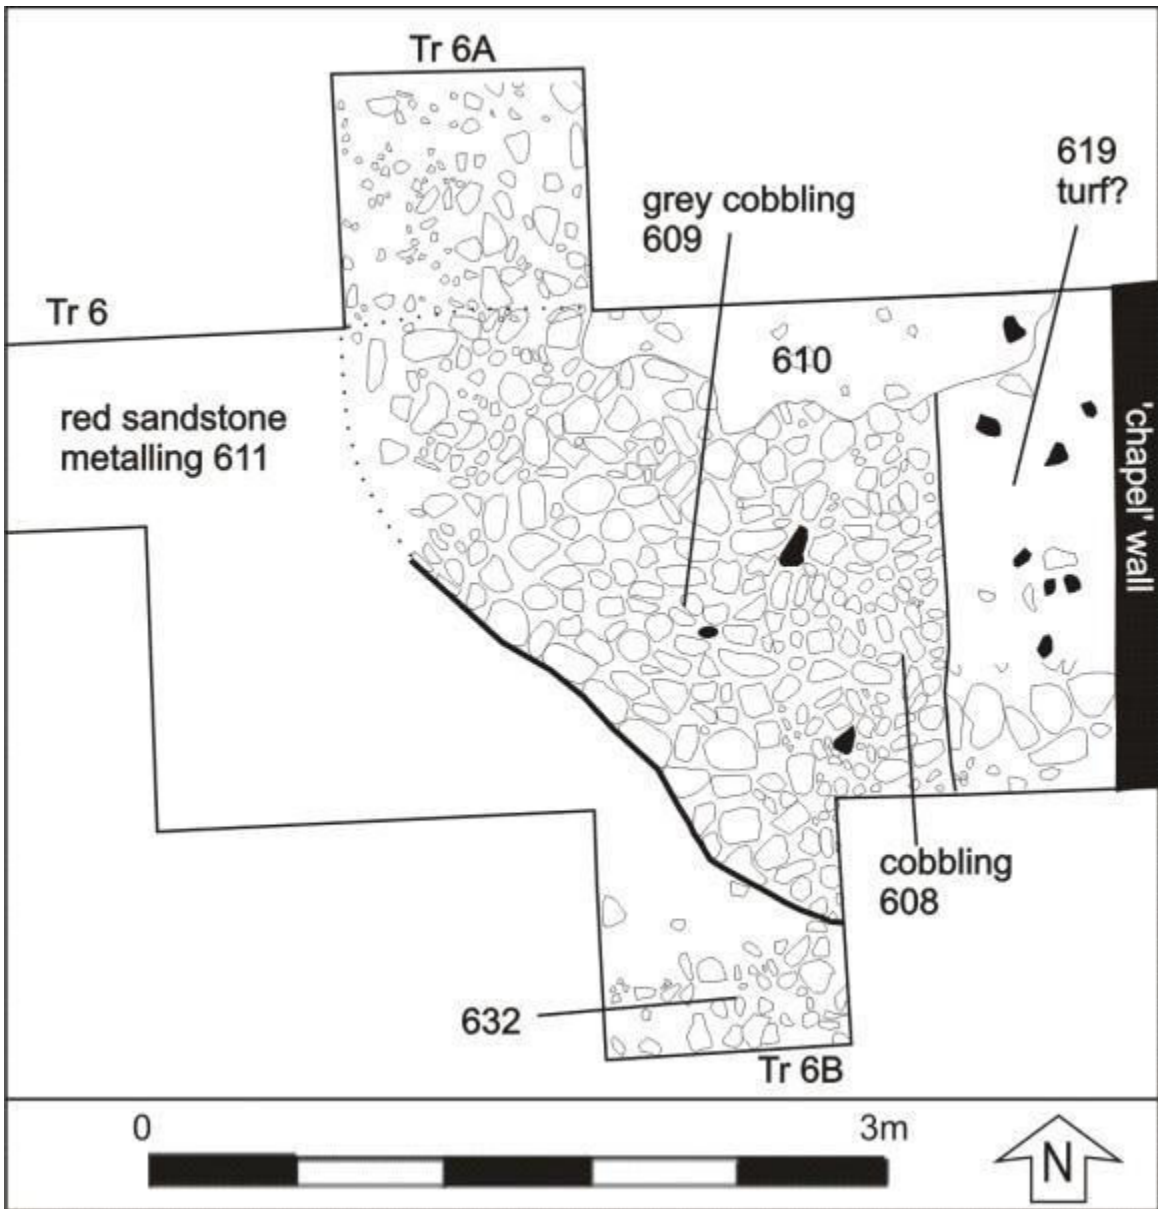 Tr 6A
619
turf?
grey cobbling
609
Tr 6
610
red sandstone
metalling 611
'chapel' wall
cobbling
608
632
Tr 6B
0
3m
N